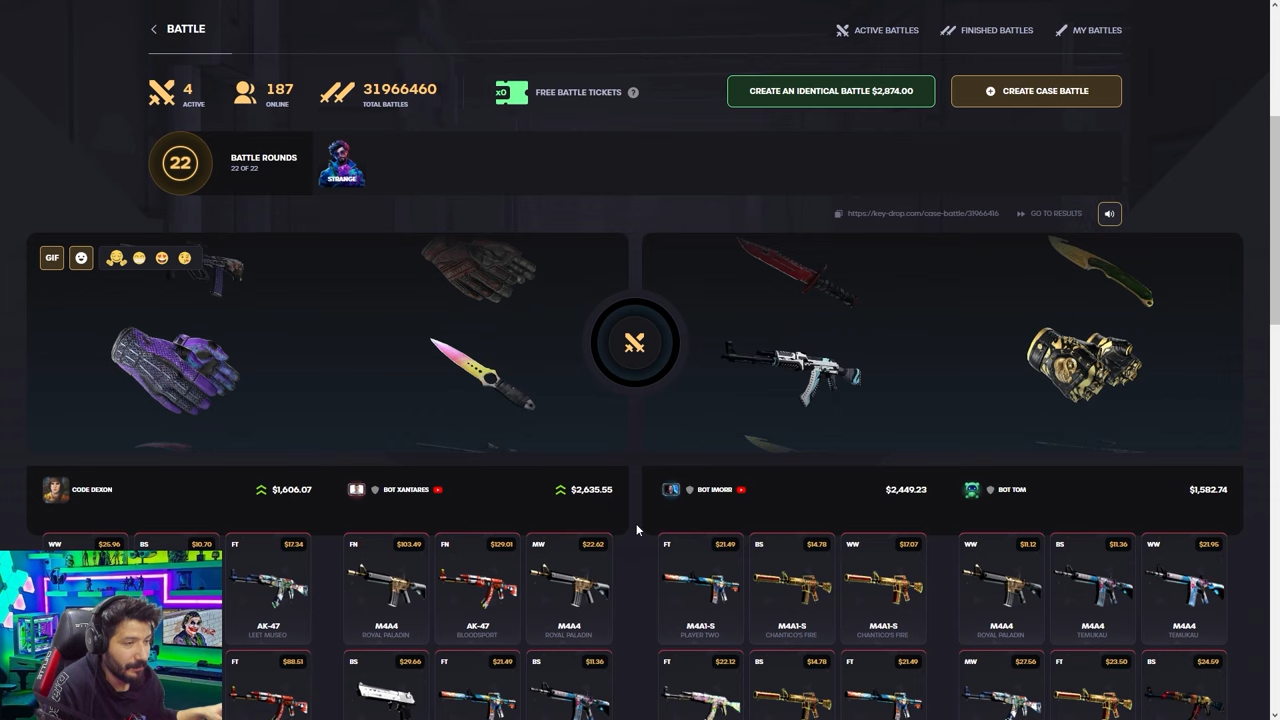 BATTLE
ACTIVE BATTLES
FINISHED BATTLES
MY BATTLES
4
ACTIVE
187
ONLINE
31966460
TOTAL BATTLES
x0
FREE BATTLE TICKETS
?
CREATE AN IDENTICAL BATTLE $2,874.00
CREATE CASE BATTLE
22
BATTLE ROUNDS
22 OF 22
STRANGE
https://key-drop.com/case-battle/31966416
GO TO RESULTS
GIF
CODE DEXON
$1,606.07
BOT XANTARES
$2,635.55
BOT IMORR
$2,449.23
BOT TOM
$1,582.74
WW $25.96
BS $10.70
FT $17.34
FN $103.49
FN $129.01
MW $22.62
FT $21.49
BS $14.78
WW $17.07
WW $11.12
BS $11.36
WW $21.95
AK-47
LEET MUSEO
M4A4
ROYAL PALADIN
AK-47
BLOODSPORT
M4A4
ROYAL PALADIN
M4A1-S
PLAYER TWO
M4A1-S
CHANTICO'S FIRE
M4A1-S
CHANTICO'S FIRE
M4A4
ROYAL PALADIN
M4A4
TEMUKAU
M4A4
TEMUKAU
FT $88.51
BS $29.66
FT $21.49
BS $11.36
FT $22.12
BS $14.78
FT $21.49
MW $27.56
FT $23.50
BS $24.59